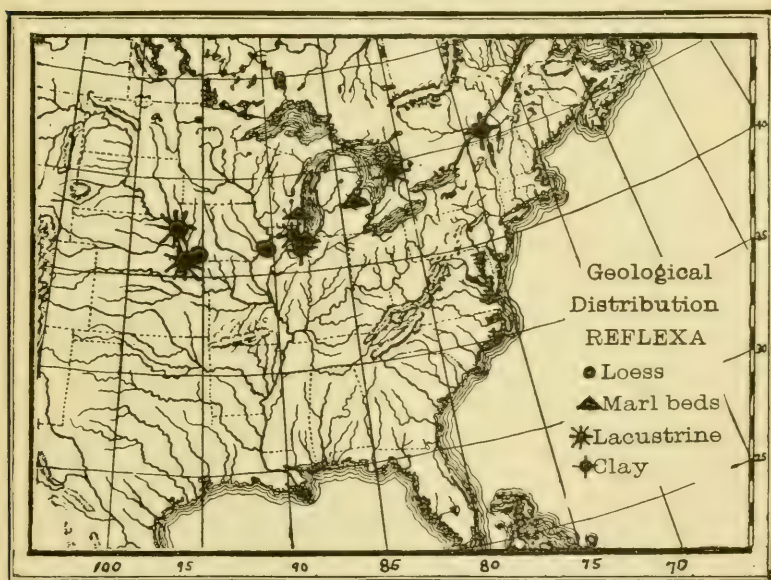 Geological
Distribution
REFLEXA
Loess
Marl beds
Lacustrine
Clay
40
35
30
25
100 95 90 85 80 75 70